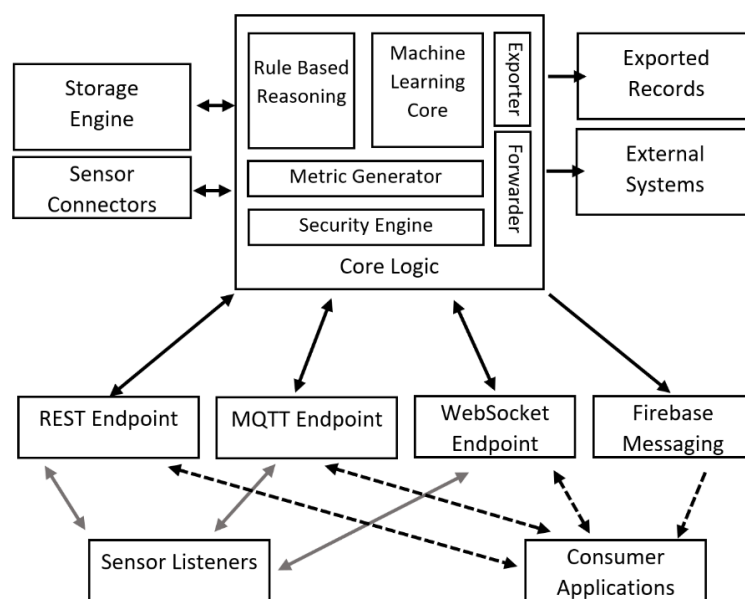 Storage
Engine
Sensor
Connectors
Rule Based
Reasoning
Machine
Learning
Core
Exporter
Forwarder
Metric Generator
Security Engine
Core Logic
Exported
Records
External
Systems
REST Endpoint
MQTT Endpoint
WebSocket
Endpoint
Firebase
Messaging
Sensor Listeners
Consumer
Applications